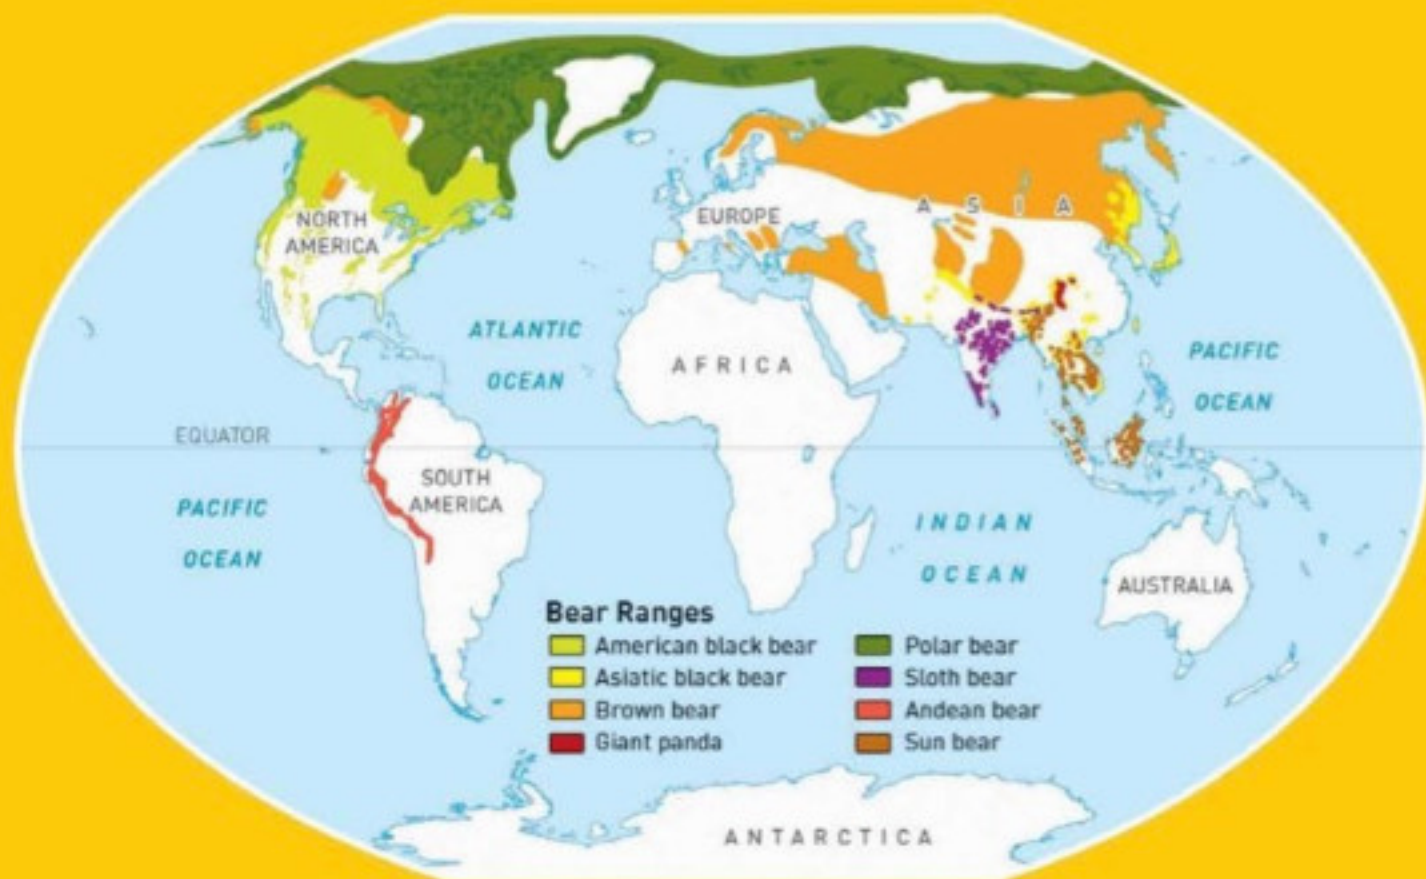 NORTH
AMERICA
EUROPE
A S I A
ATLANTIC
OCEAN
AFRICA
PACIFIC
OCEAN
EQUATOR
SOUTH
AMERICA
PACIFIC
OCEAN
INDIAN
OCEAN
AUSTRALIA
Bear Ranges
American black bear
Asiatic black bear
Brown bear
Giant panda
Polar bear
Sloth bear
Andean bear
Sun bear
ANTARCTICA